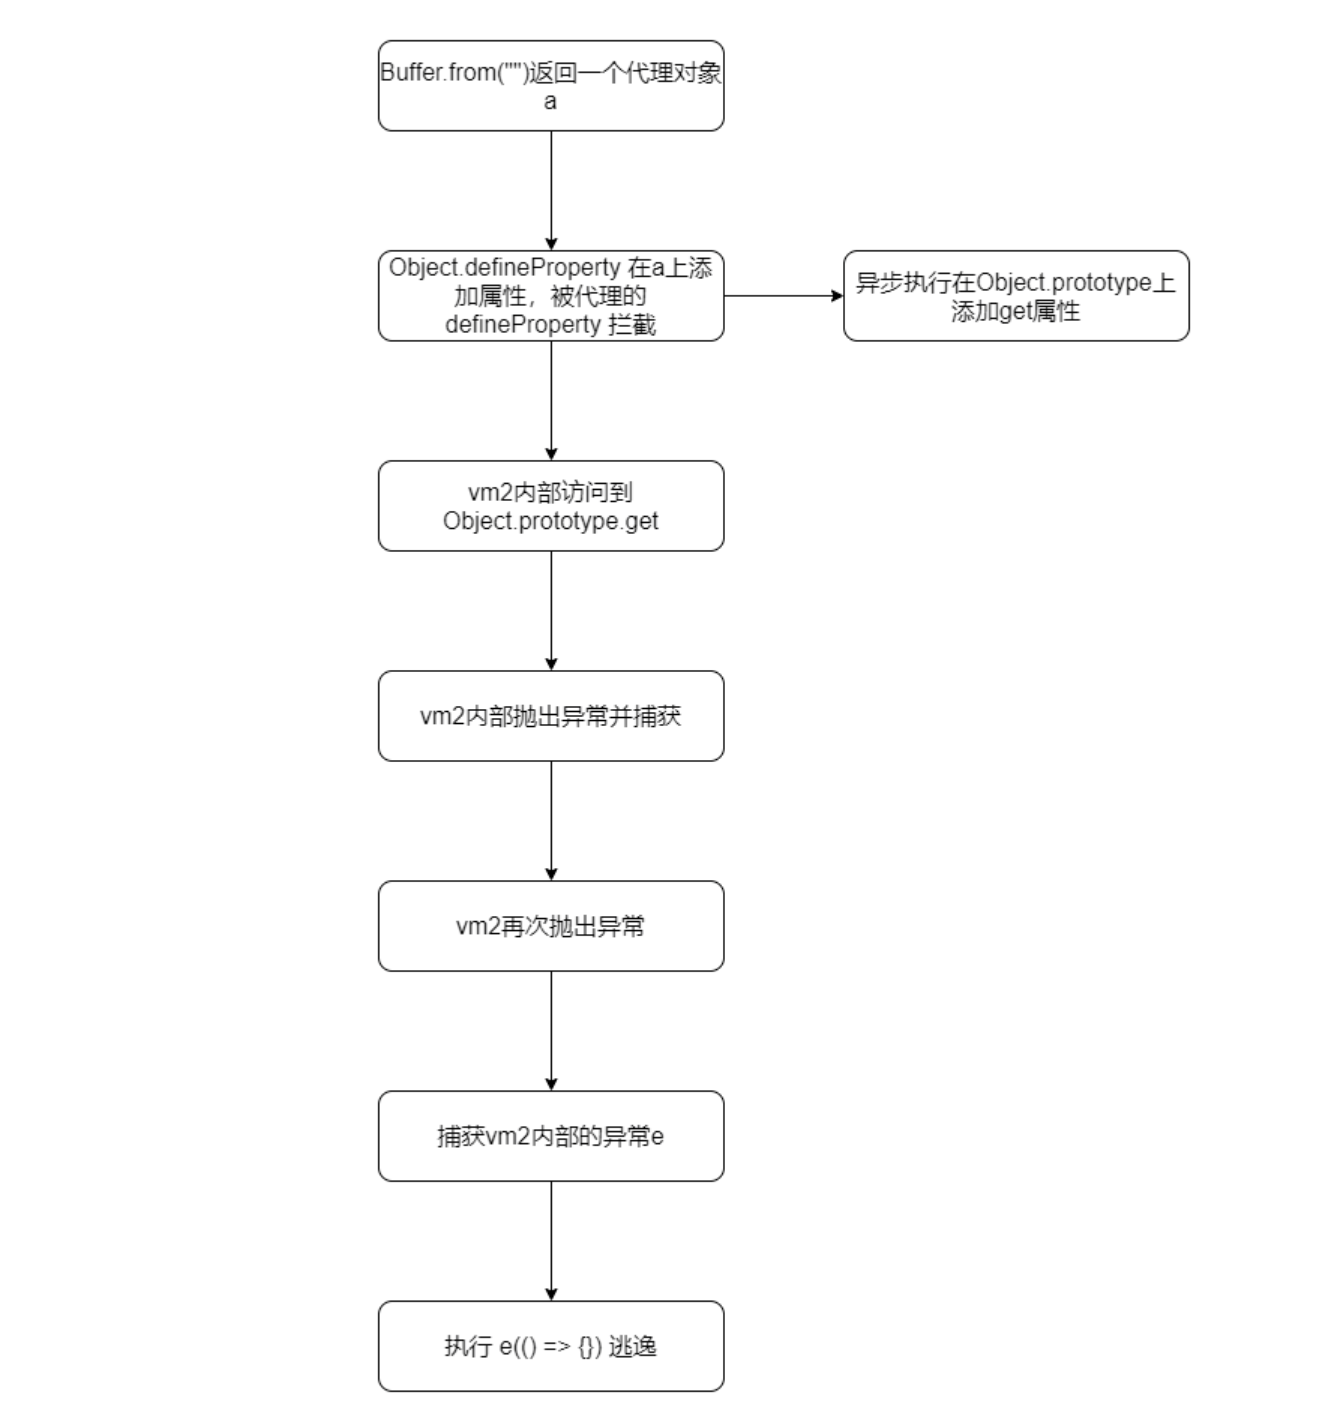 Buffer.from("")返回一个代理对象
a
Object.defineProperty 在a上添
加属性，被代理的
defineProperty 拦截
异步执行在Object.prototype上
添加get属性
vm2内部访问到
Object.prototype.get
vm2内部抛出异常并捕获
vm2再次抛出异常
捕获vm2内部的异常e
执行 e(() => {}) 逃逸